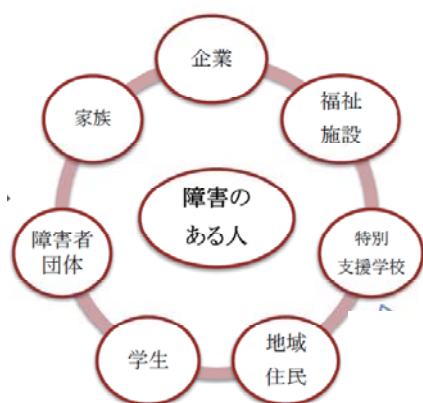 企業
福祉
施設
特別
支援学校
地域
住民
学生
障害者
団体
家族
障害の
ある人